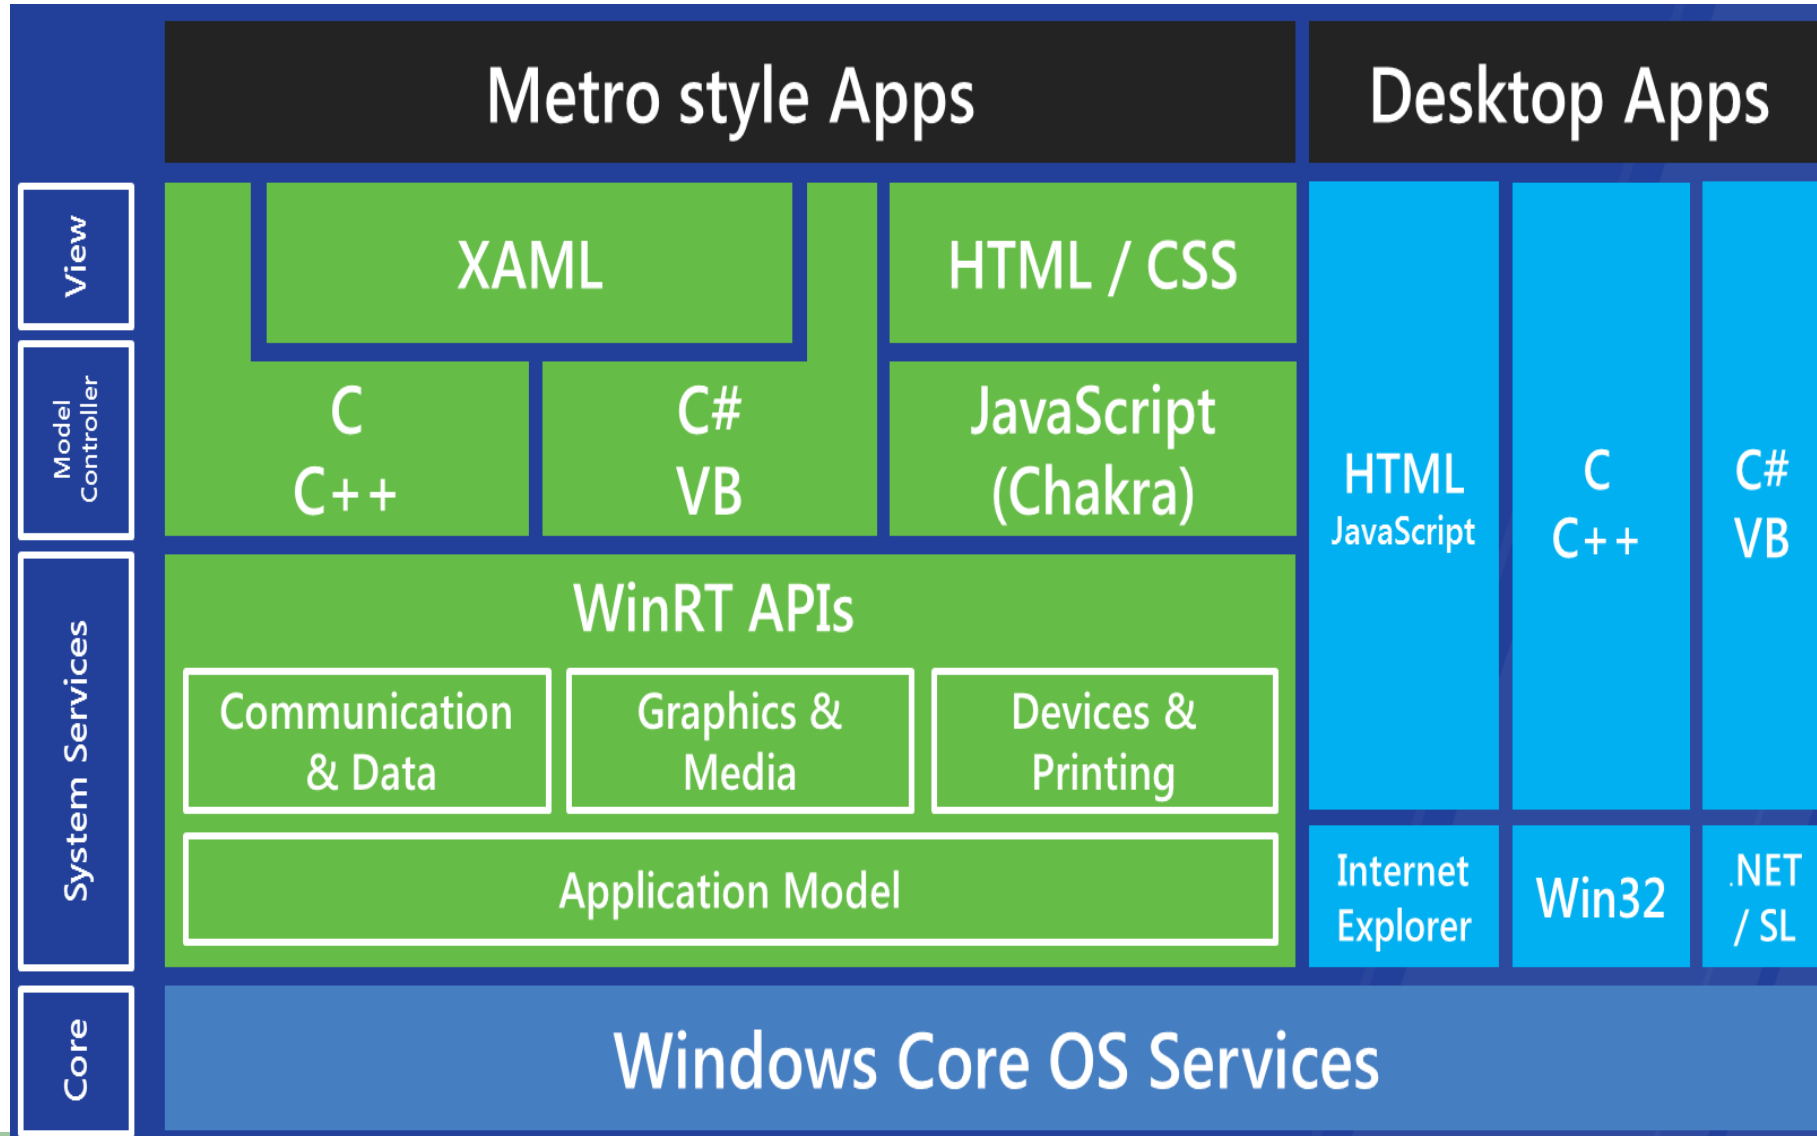 Metro style Apps
Desktop Apps
View
XAML
HTML / CSS
Model
Controller
C
C++
C#
VB
JavaScript
(Chakra)
HTML
JavaScript
C
C++
C#
VB
System Services
WinRT APIs
Communication
& Data
Graphics &
Media
Devices &
Printing
Application Model
Internet
Explorer
Win32
.NET
/ SL
Core
Windows Core OS Services